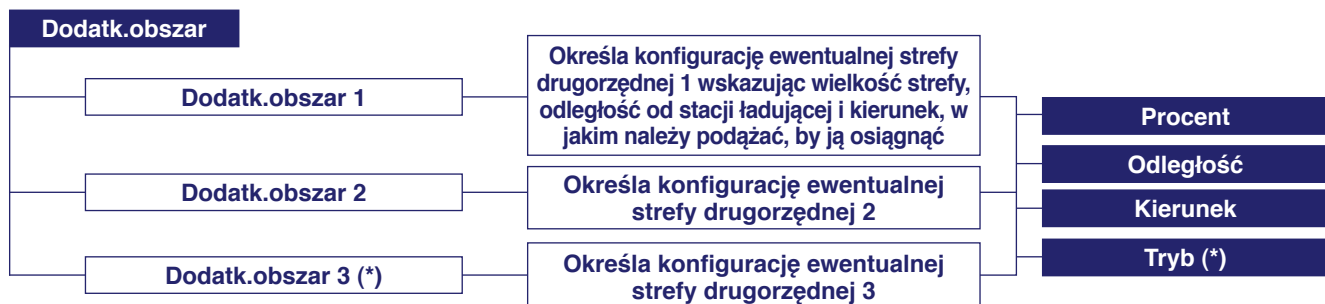 Dodatk.obszar
Dodatk.obszar 1
Określa konfigurację ewentualnej strefy
drugorzędnej 1 wskazując wielkość strefy,
odległość od stacji ładującej i kierunek, w
jakim należy podążać, by ją osiągnąć
Dodatk.obszar 2
Określa konfigurację ewentualnej
strefy drugorzędnej 2
Dodatk.obszar 3 (*)
Określa konfigurację ewentualnej
strefy drugorzędnej 3
Procent
Odległość
Kierunek
Tryb (*)